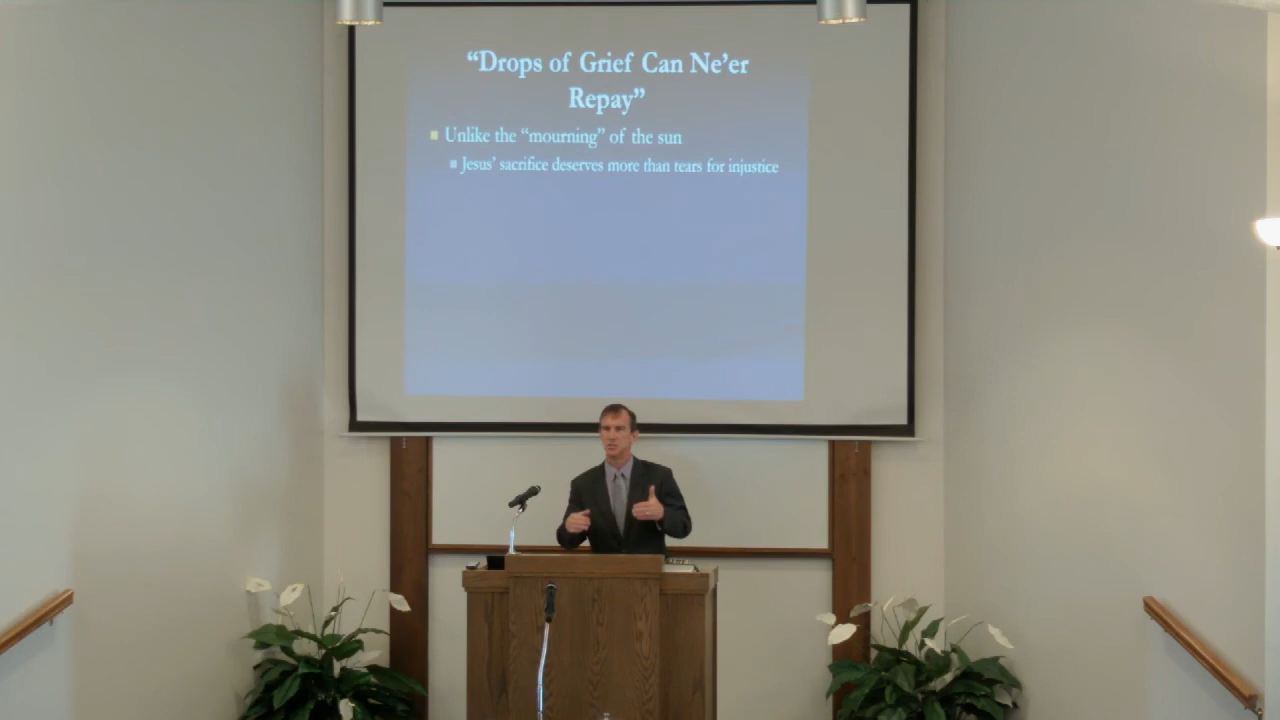 “Drops of Grief Can Ne’er
Repay”
Unlike the “mourning” of the sun
Jesus’ sacrifice deserves more than tears for injustice